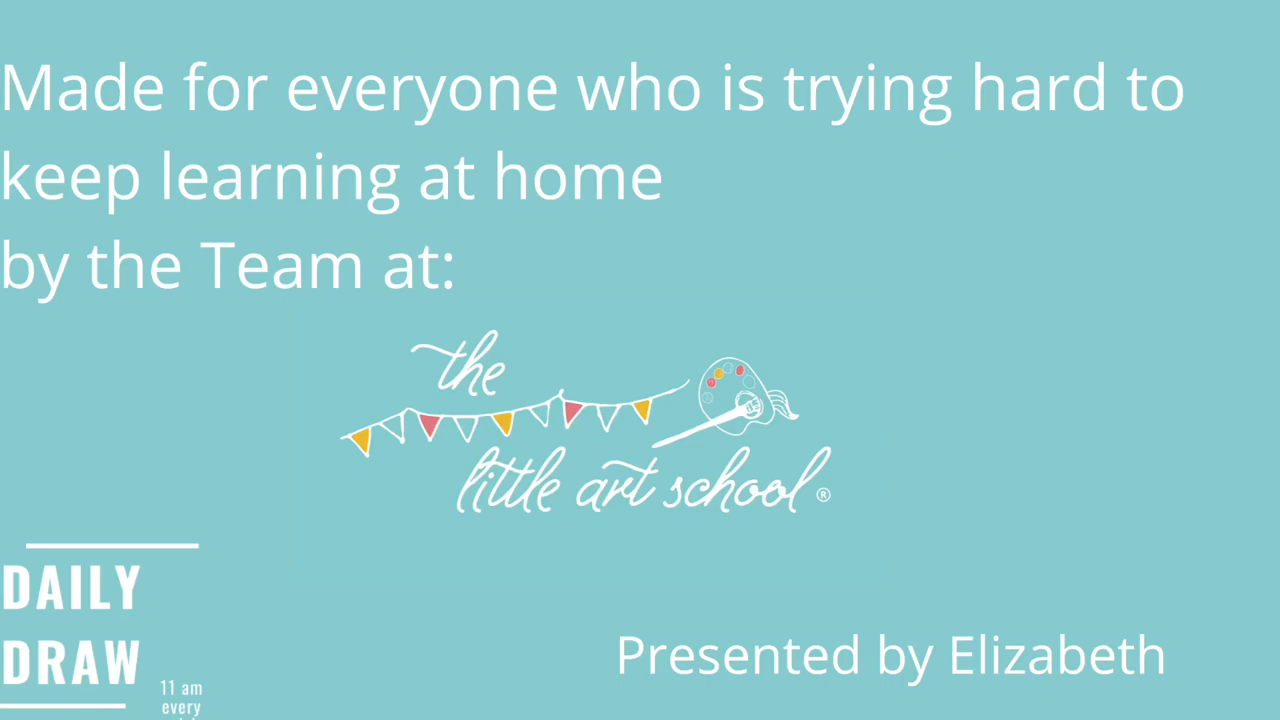 Made for everyone who is trying hard to
keep learning at home
by the Team at:
the
little art school ®
DAILY
DRAW
11 am
every
Presented by Elizabeth